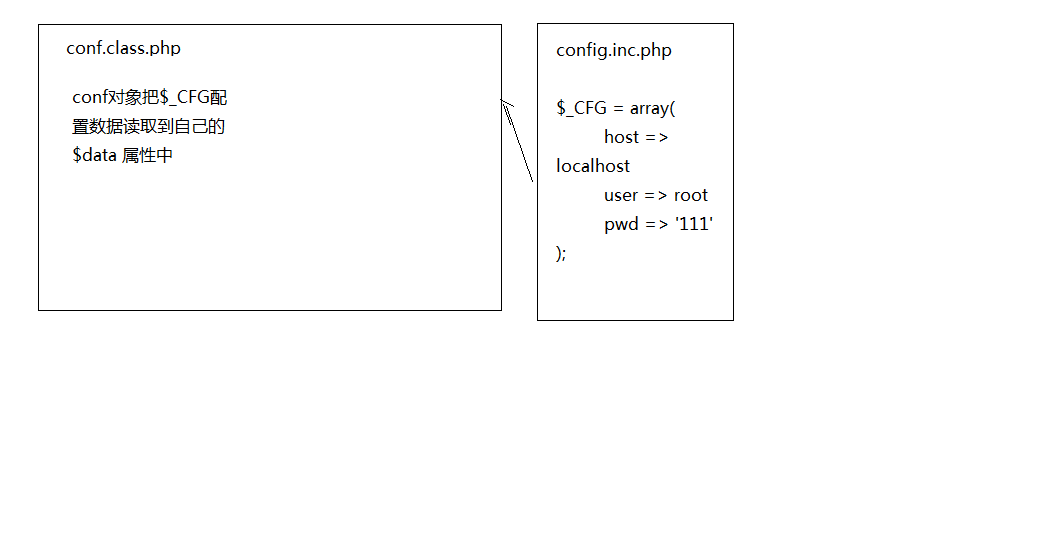 conf.class.php
conf对象把$_CFG配
置数据读取到自己的
$data 属性中
config.inc.php
$_CFG = array(
host =>
localhost
user => root
pwd => '111'
);